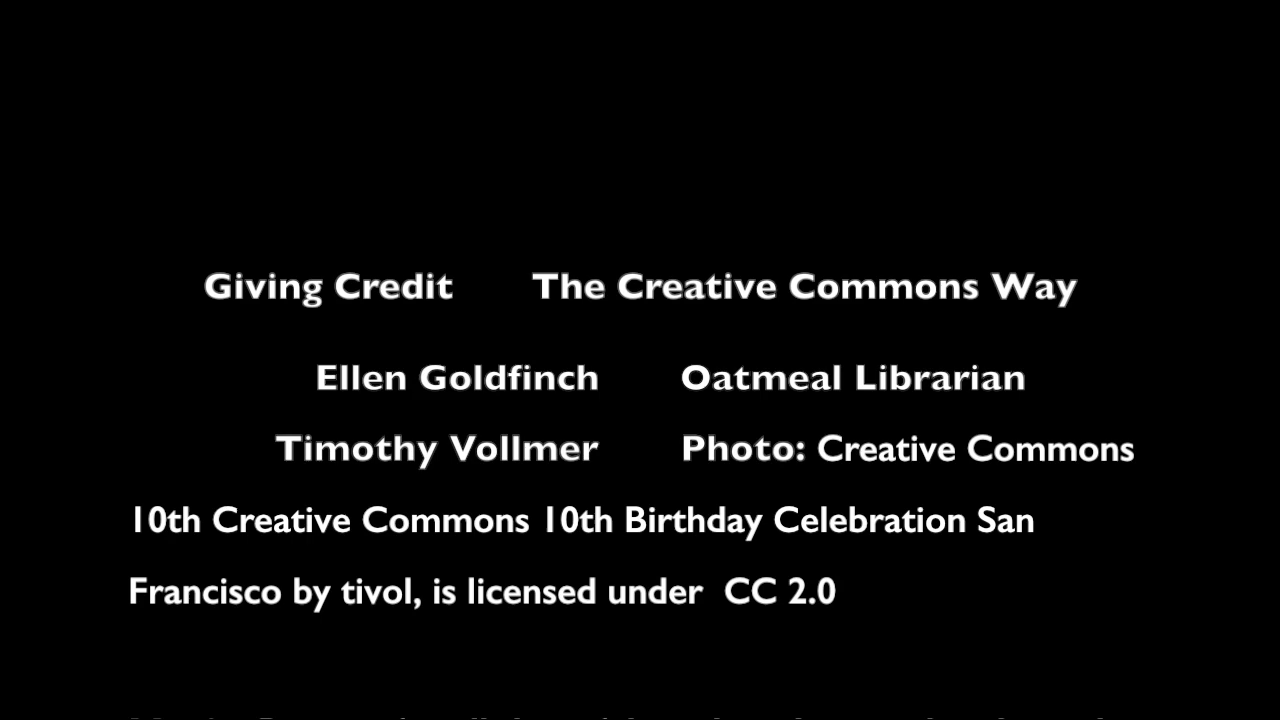 Giving Credit The Creative Commons Way
Ellen Goldfinch Oatmeal Librarian
Timothy Vollmer Photo: Creative Commons
10th Creative Commons 10th Birthday Celebration San
Francisco by tivol, is licensed under CC 2.0